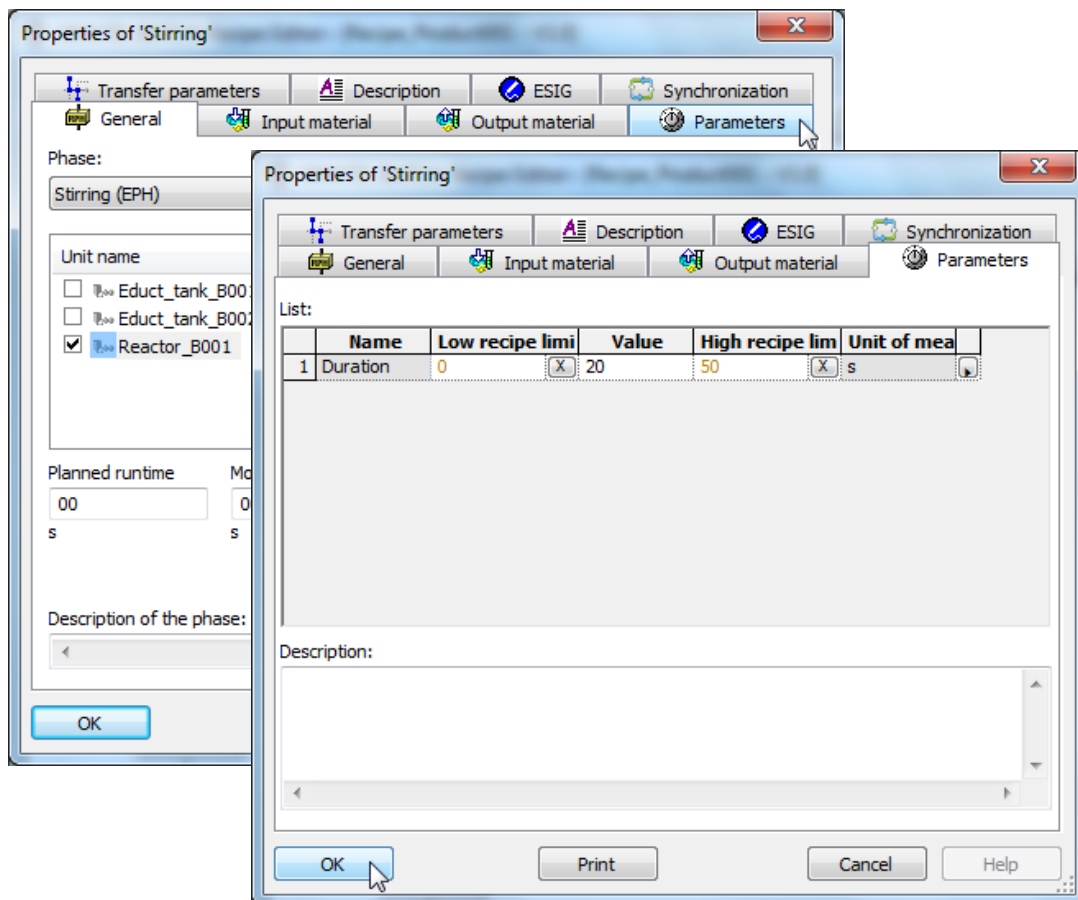 Properties of 'Stirring'
Transfer parameters Description ESIG Synchronization
General Input material Output material Parameters
Phase:
Stirring (EPH)
Unit name
Educt_tank_B001
Educt_tank_B002
Reactor_B001
Planned runtime
00
s s
Description of the phase:
OK
Properties of 'Stirring'
Transfer parameters Description ESIG Synchronization
General Input material Output material Parameters
List:
Name Low recipe limi Value High recipe lim Unit of mea
1 Duration 0 X 20 50 X s
Description:
OK Print Cancel Help